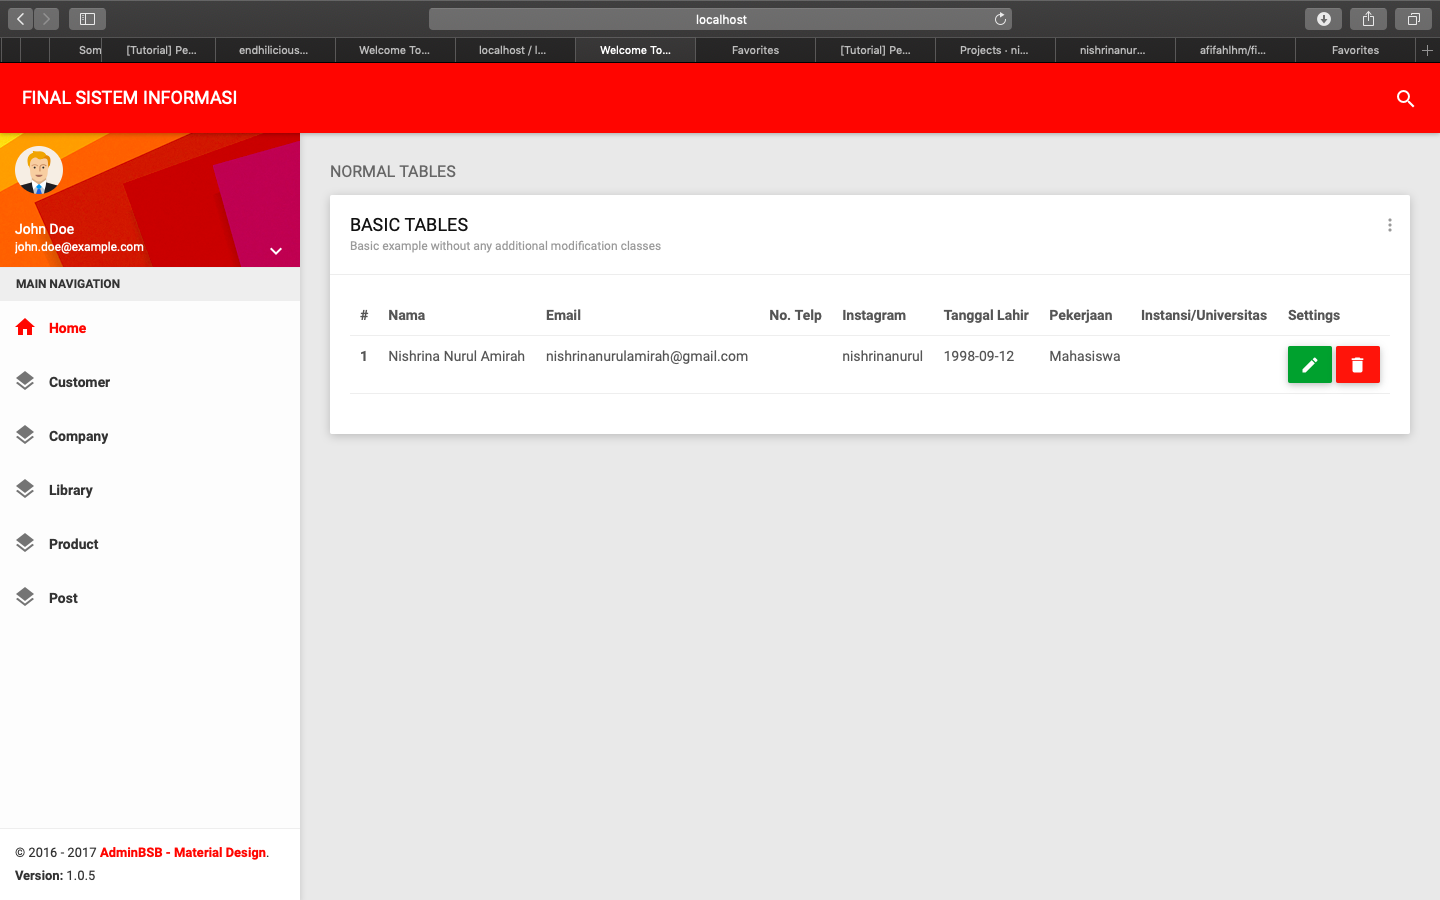 localhost
Som
[Tutorial] Pe...
endhilicious...
Welcome To...
localhost / l...
Welcome To...
Favorites
[Tutorial] Pe...
Projects · ni...
nishrinanur...
afifahlhm/fi...
Favorites
FINAL SISTEM INFORMASI
John Doe
john.doe@example.com
MAIN NAVIGATION
Home
Customer
Company
Library
Product
Post
© 2016 - 2017 AdminBSB - Material Design.
Version: 1.0.5
NORMAL TABLES
BASIC TABLES
Basic example without any additional modification classes
# Nama Email No. Telp Instagram Tanggal Lahir Pekerjaan Instansi/Universitas Settings
1 Nishrina Nurul Amirah nishrinanurulamirah@gmail.com nishrinanurul 1998-09-12 Mahasiswa